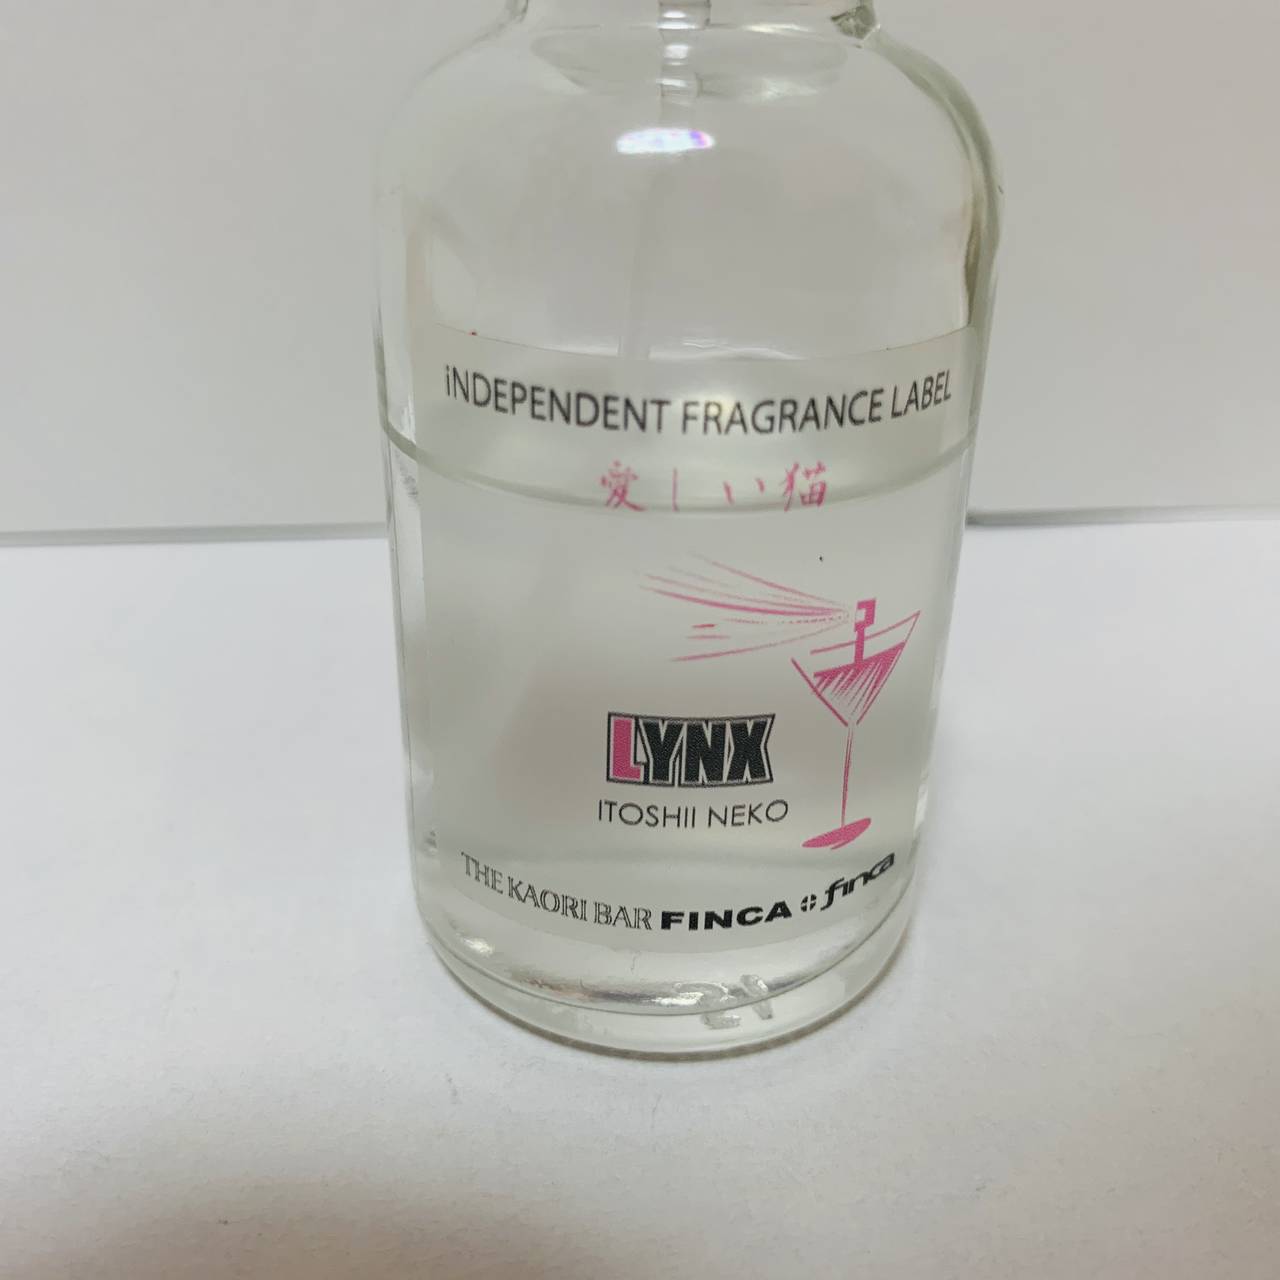 iNDEPENDENT FRAGRANCE LABEL
愛しい猫
LYNX
ITOSHII NEKO
THE KAORI BAR FINCA + finca